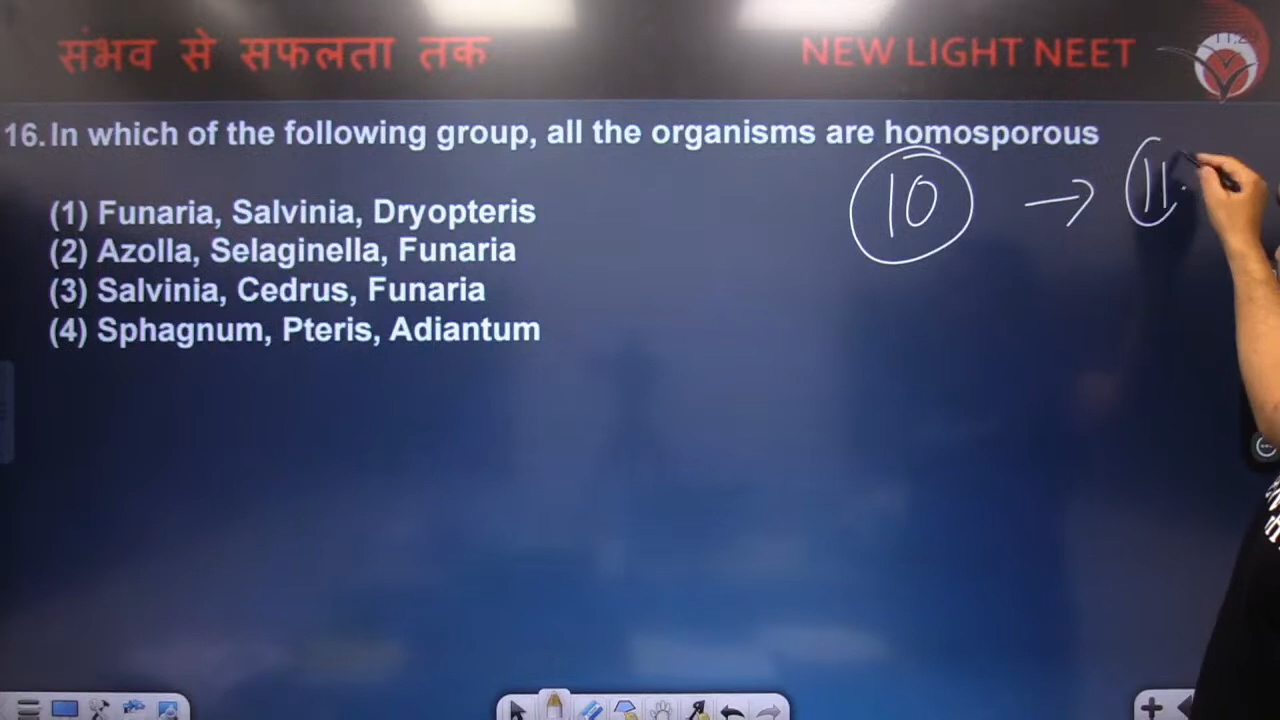 संभव से सफलता तक
NEW LIGHT NEET
16. In which of the following group, all the organisms are homosporous
10 → 11
(1) Funaria, Salvinia, Dryopteris
(2) Azolla, Selaginella, Funaria
(3) Salvinia, Cedrus, Funaria
(4) Sphagnum, Pteris, Adiantum